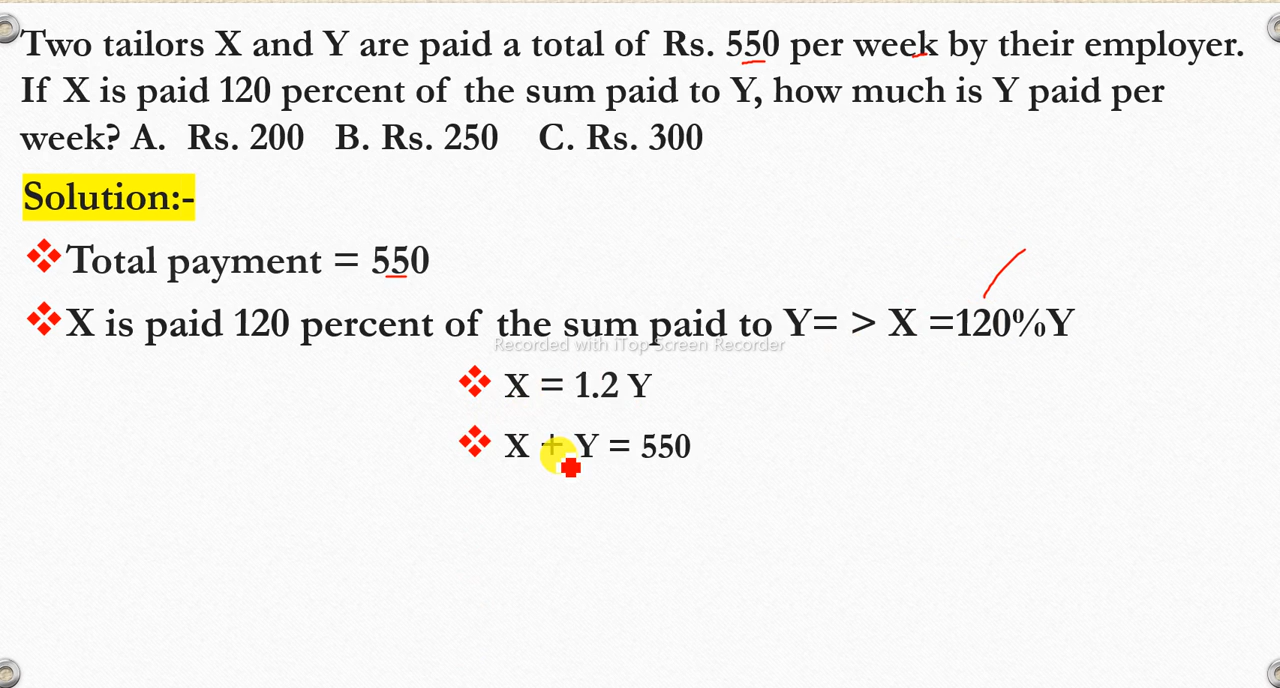 Two tailors X and Y are paid a total of Rs. 550 per week by their employer.
If X is paid 120 percent of the sum paid to Y, how much is Y paid per
week? A. Rs. 200 B. Rs. 250 C. Rs. 300
Solution:-
❖Total payment = 550
❖X is paid 120 percent of the sum paid to Y= > X =120%Y
Recorded with iTop Screen Recorder
❖ X = 1.2 Y
❖ X + Y = 550